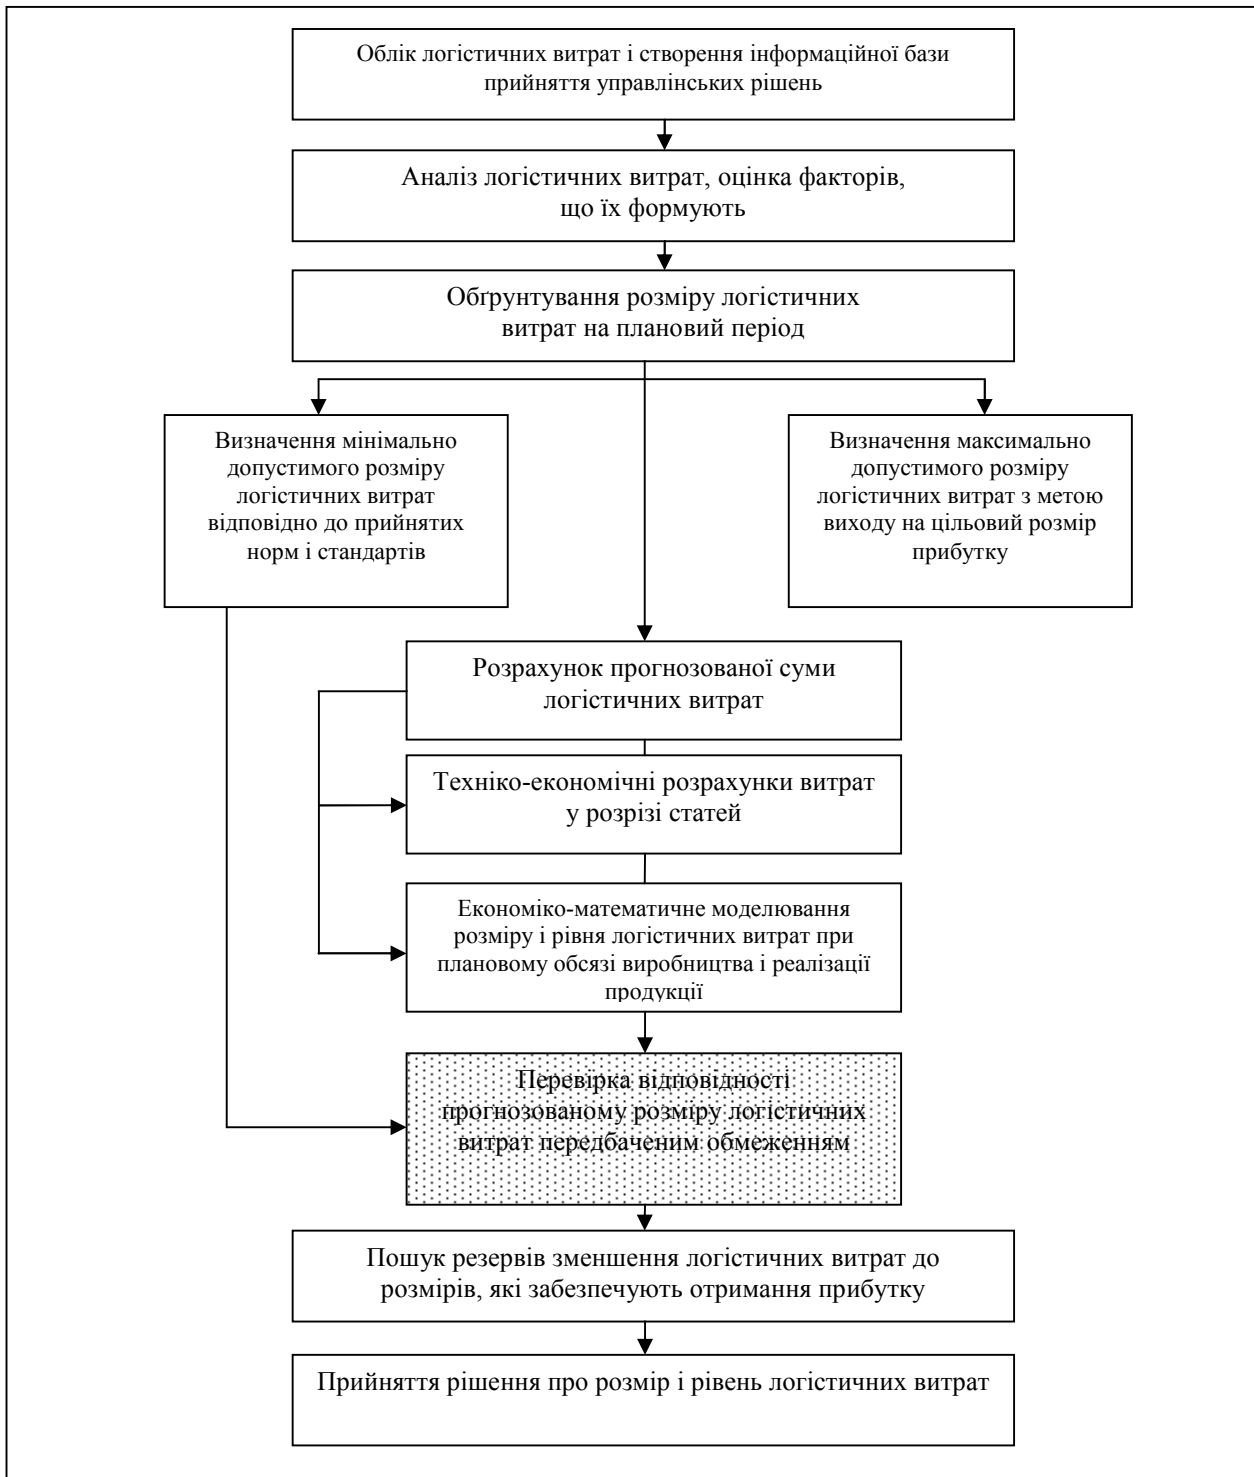 Облік логістичних витрат і створення інформаційної бази
прийняття управлінських рішень
Аналіз логістичних витрат, оцінка факторів,
що їх формують
Обґрунтування розміру логістичних
витрат на плановий період
Визначення мінімально
допустимого розміру
логістичних витрат
відповідно до прийнятих
норм і стандартів
Визначення максимально
допустимого розміру
логістичних витрат з метою
виходу на цільовий розмір
прибутку
Розрахунок прогнозованої суми
логістичних витрат
Техніко-економічні розрахунки витрат
у розрізі статей
Економіко-математичне моделювання
розміру і рівня логістичних витрат при
плановому обсязі виробництва і реалізації
продукції
Перевірка відповідності
прогнозованому розміру логістичних
витрат передбаченим обмеженням
Пошук резервів зменшення логістичних витрат до
розмірів, які забезпечують отримання прибутку
Прийняття рішення про розмір і рівень логістичних витрат